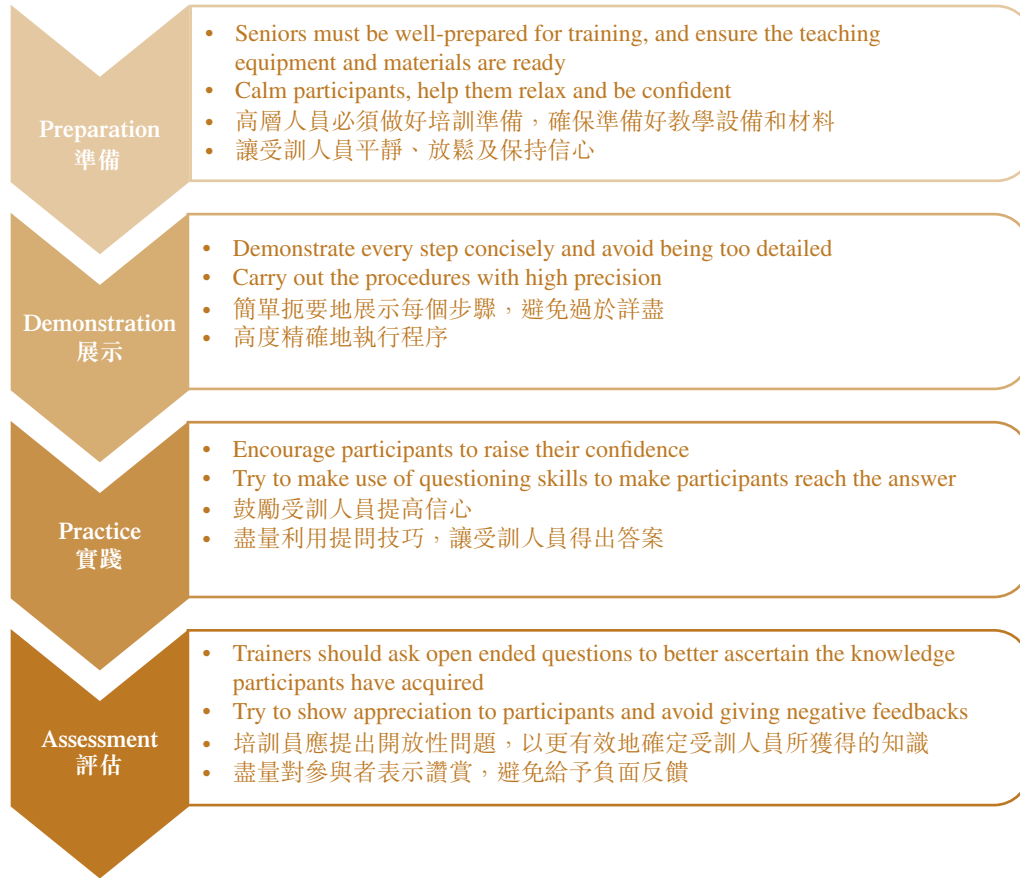 Preparation
準備
• Seniors must be well-prepared for training, and ensure the teaching
equipment and materials are ready
• Calm participants, help them relax and be confident
• 高層人員必須做好培訓準備，確保準備好教學設備和材料
• 讓受訓人員平靜、放鬆及保持信心
Demonstration
展示
• Demonstrate every step concisely and avoid being too detailed
• Carry out the procedures with high precision
• 簡單扼要地展示每個步驟，避免過於詳盡
• 高度精確地執行程序
Practice
實踐
• Encourage participants to raise their confidence
• Try to make use of questioning skills to make participants reach the answer
• 鼓勵受訓人員提高信心
• 盡量利用提問技巧，讓受訓人員得出答案
Assessment
評估
• Trainers should ask open ended questions to better ascertain the knowledge
participants have acquired
• Try to show appreciation to participants and avoid giving negative feedbacks
• 培訓員應提出開放性問題，以更有效地確定受訓人員所獲得的知識
• 盡量對參與者表示讚賞，避免給予負面反饋